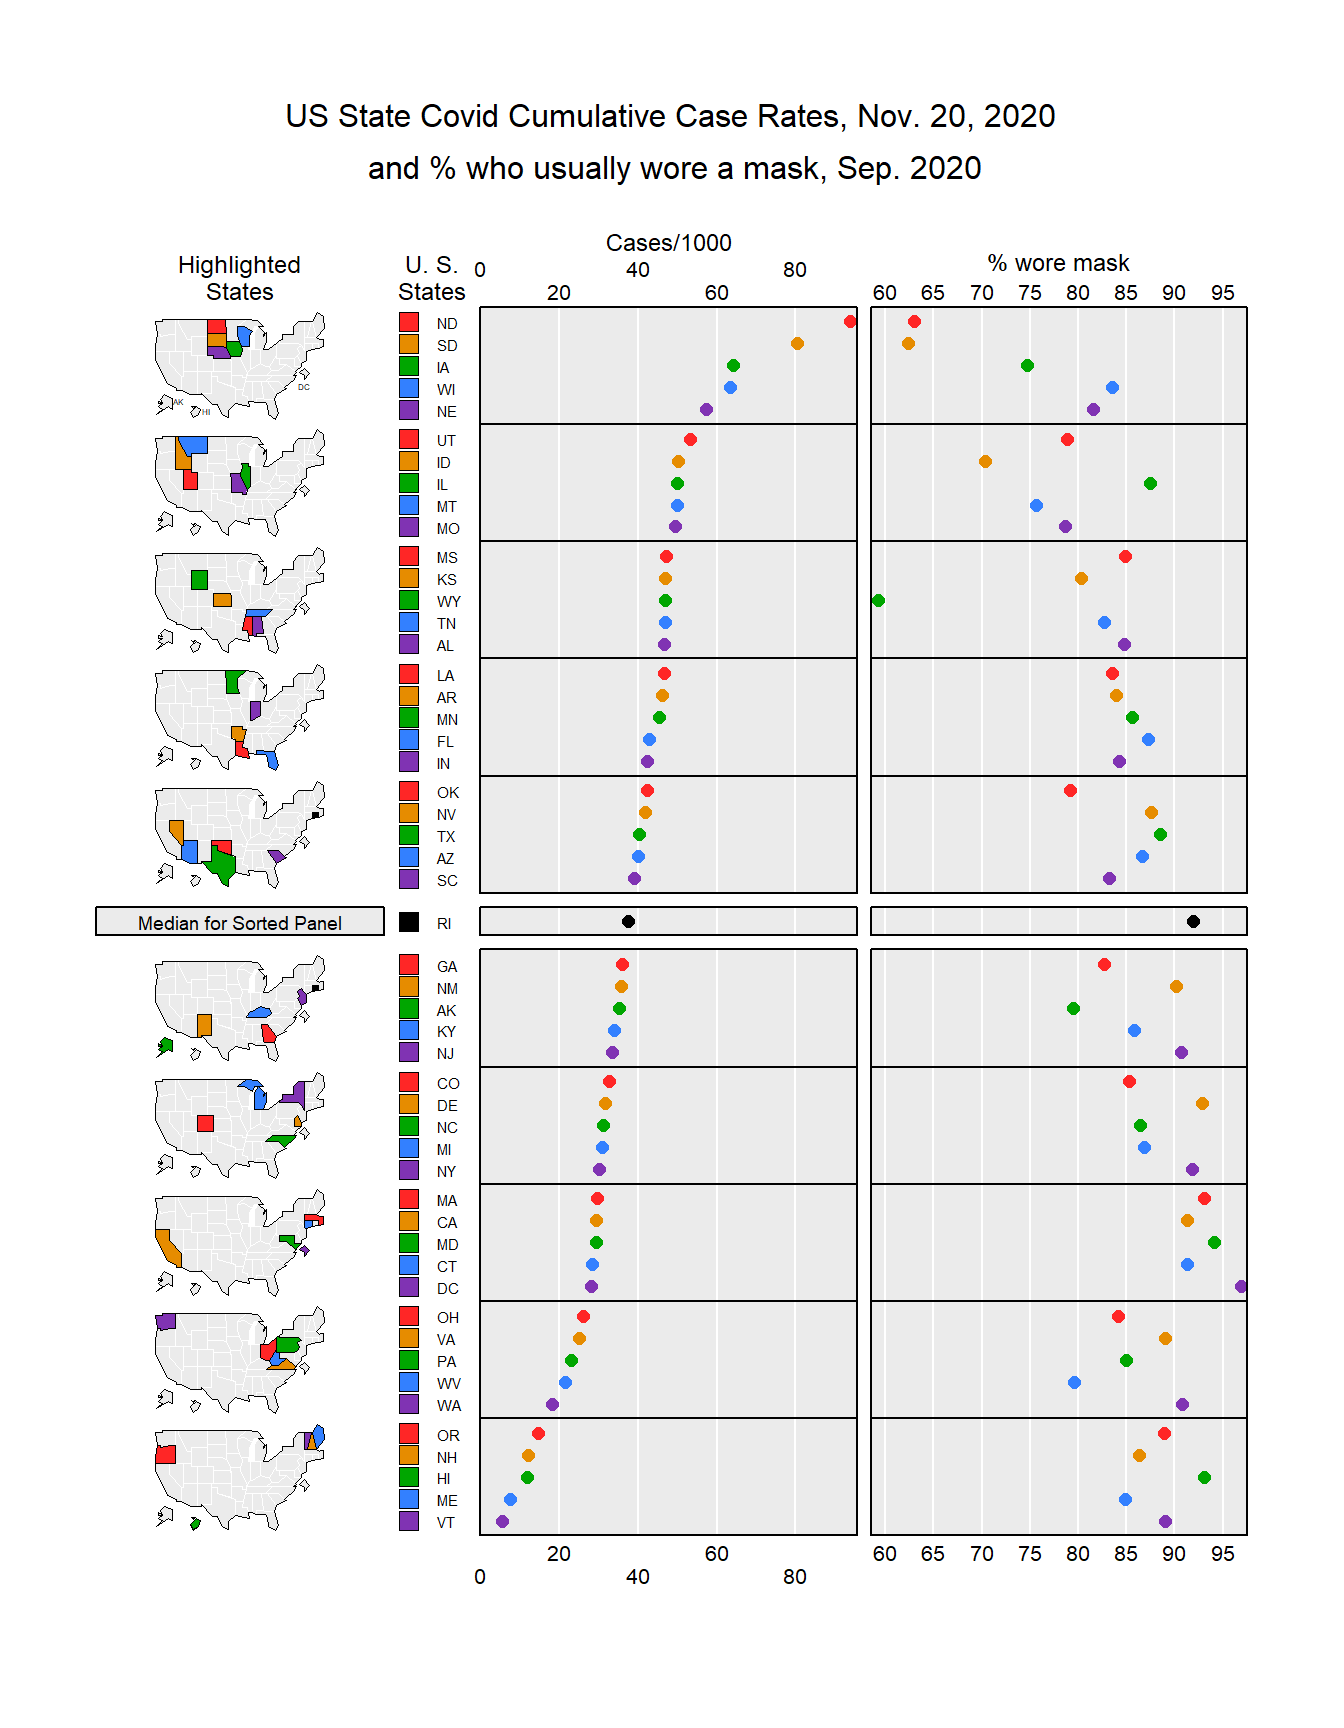 US State Covid Cumulative Case Rates, Nov. 20, 2020
and % who usually wore a mask, Sep. 2020
Highlighted
States
U. S.
States
Cases/1000
0 40 80
20 60
% wore mask
60 65 70 75 80 85 90 95
ND
SD
IA
WI
NE
AK
HI
DC
UT
ID
IL
MT
MO
MS
KS
WY
TN
AL
LA
AR
MN
FL
IN
OK
NV
TX
AZ
SC
Median for Sorted Panel
RI
GA
NM
AK
KY
NJ
CO
DE
NC
MI
NY
MA
CA
MD
CT
DC
OH
VA
PA
WV
WA
OR
NH
HI
ME
VT
20 60
0 40 80
60 65 70 75 80 85 90 95